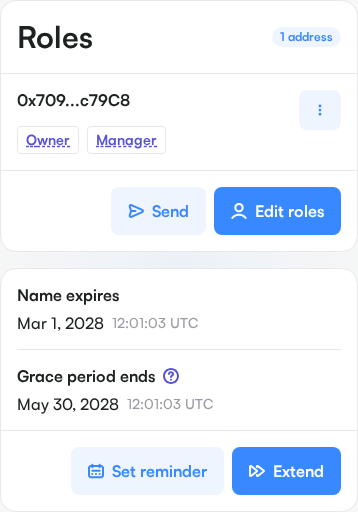 Roles
1 address
0x709...c79C8
Owner Manager
Send Edit roles
Name expires
Mar 1, 2028 12:01:03 UTC
Grace period ends
May 30, 2028 12:01:03 UTC
Set reminder Extend